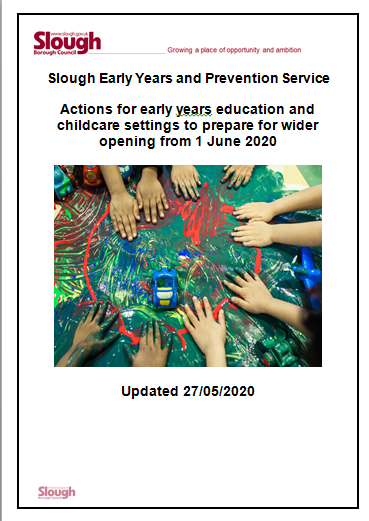 www.slough.gov.uk
Slough
Borough Council
Growing a place of opportunity and ambition
Slough Early Years and Prevention Service
Actions for early years education and
childcare settings to prepare for wider
opening from 1 June 2020
Updated 27/05/2020
Slough